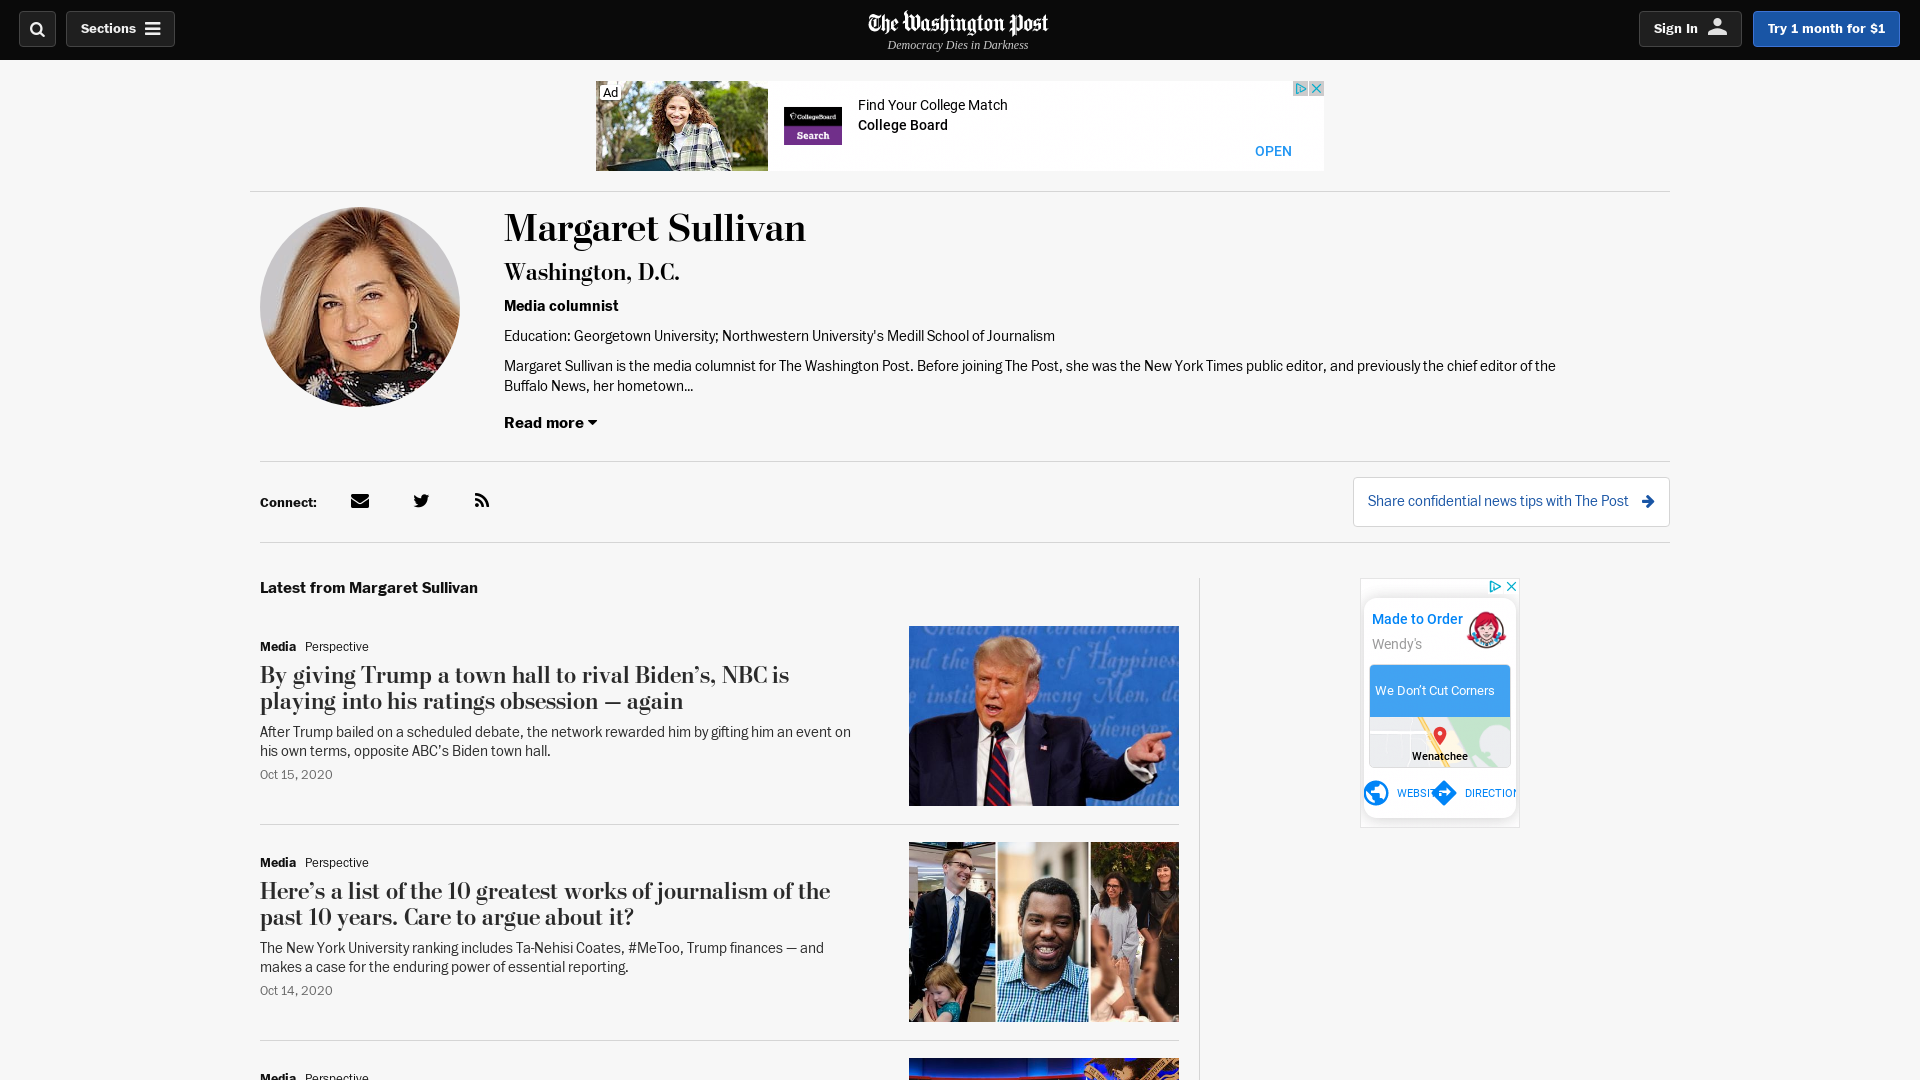 Sections
The Washington Post
Democracy Dies in Darkness
Sign In
Try 1 month for $1
Ad
CollegeBoard
Search
Find Your College Match
College Board
OPEN
Margaret Sullivan
Washington, D.C.
Media columnist
Education: Georgetown University; Northwestern University's Medill School of Journalism
Margaret Sullivan is the media columnist for The Washington Post. Before joining The Post, she was the New York Times public editor, and previously the chief editor of the
Buffalo News, her hometown...
Read more
Connect:
Share confidential news tips with The Post
Latest from Margaret Sullivan
Media Perspective
By giving Trump a town hall to rival Biden’s, NBC is
playing into his ratings obsession — again
After Trump bailed on a scheduled debate, the network rewarded him by gifting him an event on
his own terms, opposite ABC’s Biden town hall.
Oct 15, 2020
Media Perspective
Here’s a list of the 10 greatest works of journalism of the
past 10 years. Care to argue about it?
The New York University ranking includes Ta-Nehisi Coates, #MeToo, Trump finances — and
makes a case for the enduring power of essential reporting.
Oct 14, 2020
Media Perspective
Made to Order
Wendy's
We Don’t Cut Corners
Wenatchee
WEBSIT
DIRECTION